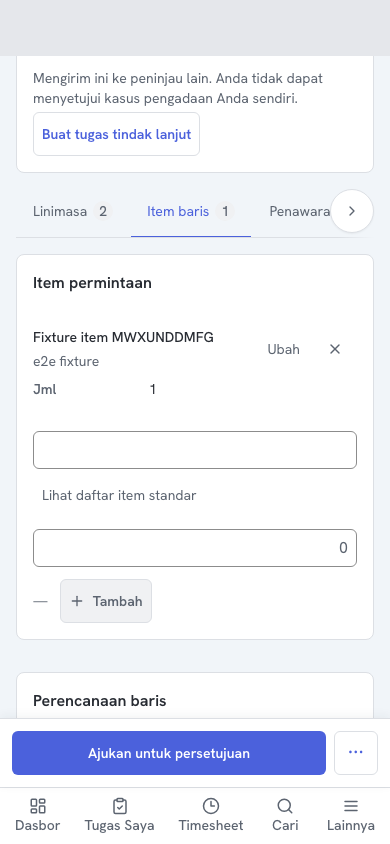 Mengirim ini ke peninjau lain. Anda tidak dapat
menyetujui kasus pengadaan Anda sendiri.
Buat tugas tindak lanjut
Linimasa 2 Item baris 1 Penawara
Item permintaan
Fixture item MWXUNDDMFG
e2e fixture
Ubah
Jml 1
Lihat daftar item standar
0
— Tambah
Perencanaan baris
Ajukan untuk persetujuan
Dasbor Tugas Saya Timesheet Cari Lainnya